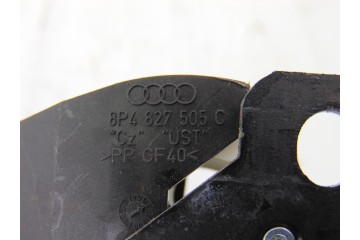 8P4 827 505 C
"Cz" "UST"
>PP GF40<